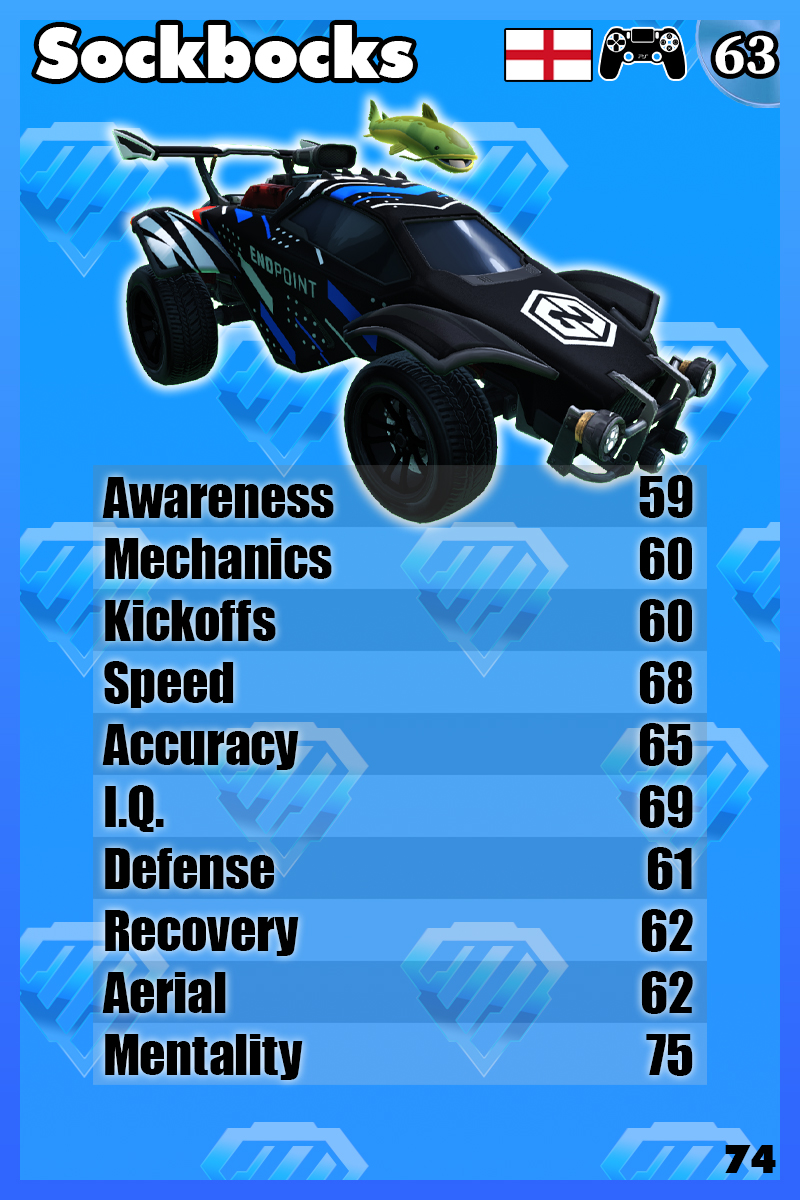 Sockbocks 63
ENDPOINT
Awareness 59
Mechanics 60
Kickoffs 60
Speed 68
Accuracy 65
I.Q. 69
Defense 61
Recovery 62
Aerial 62
Mentality 75
74